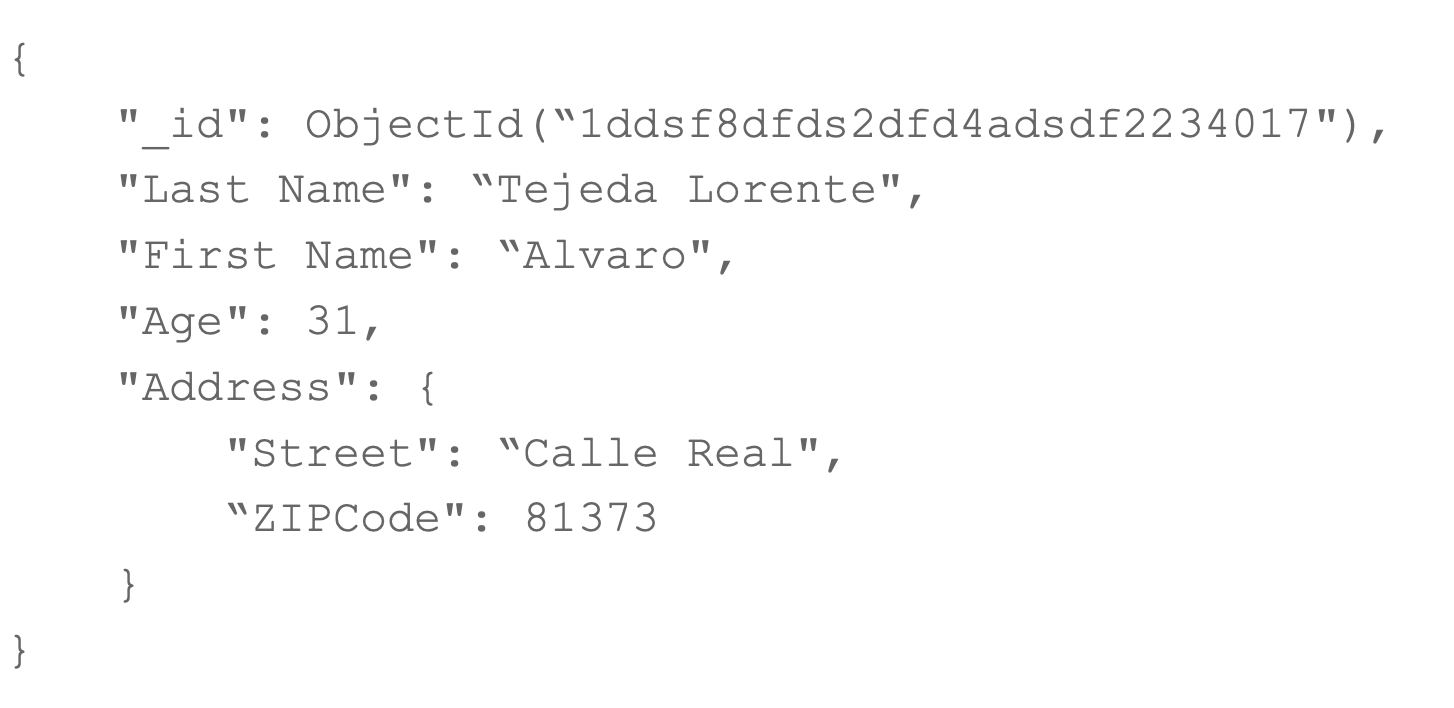 {
"_id": ObjectId(“1ddsf8dfds2dfd4adsdf2234017"),
"Last Name": “Tejeda Lorente",
"First Name": “Alvaro",
"Age": 31,
"Address": {
"Street": “Calle Real",
“ZIPCode": 81373
}
}